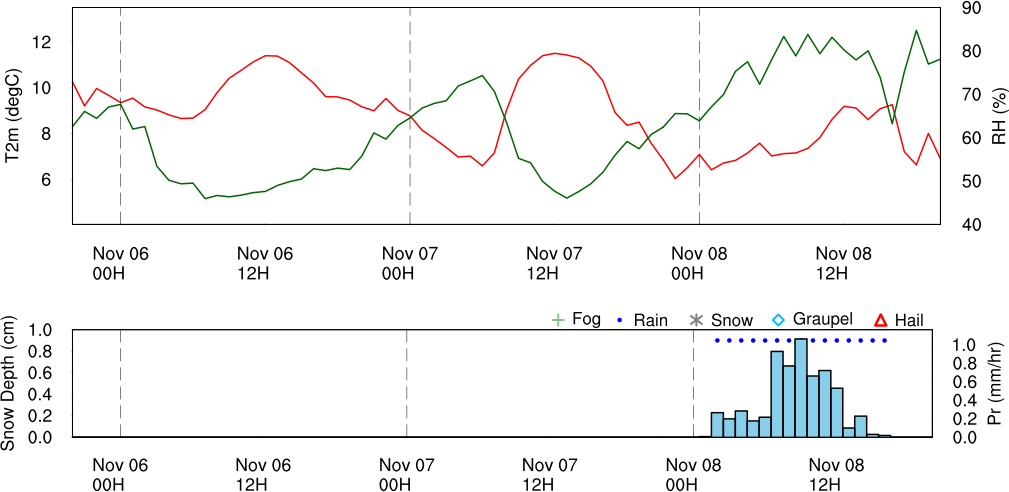 12
10
8
6
T2m (degC)
90
80
70
60
50
40
RH (%)
Nov 06 Nov 06 Nov 07 Nov 07 Nov 08 Nov 08
00H 12H 00H 12H 00H 12H
Fog Rain Snow Graupel Hail
1.0
0.8
0.6
0.4
0.2
0.0
Snow Depth (cm)
1.0
0.8
0.6
0.4
0.2
0.0
Pr (mm/hr)
Nov 06 Nov 06 Nov 07 Nov 07 Nov 08 Nov 08
00H 12H 00H 12H 00H 12H